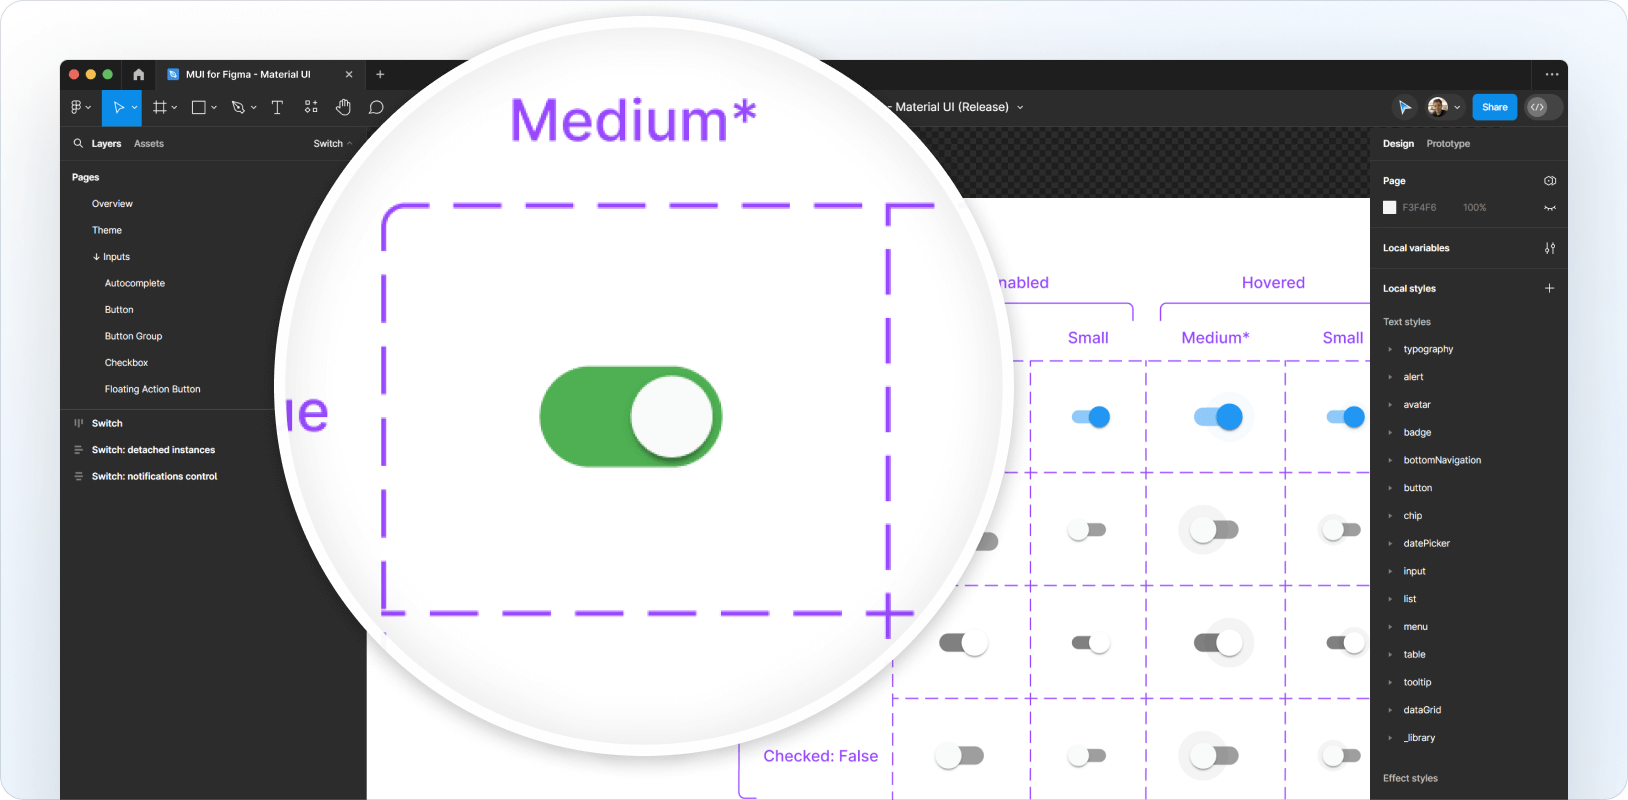 MUI for Figma - Material UI
- Material UI (Release)
Share
Layers
Assets
Switch
Pages
Overview
Theme
Inputs
Autocomplete
Button
Button Group
Checkbox
Floating Action Button
Switch
Switch: detached instances
Switch: notifications control
Medium*
Hovered
Small
Medium*
Small
Checked: False
Design
Prototype
Page
F3F4F6
100%
Local variables
Local styles
Text styles
typography
alert
avatar
badge
bottomNavigation
button
chip
datePicker
input
list
menu
table
tooltip
dataGrid
_library
Effect styles